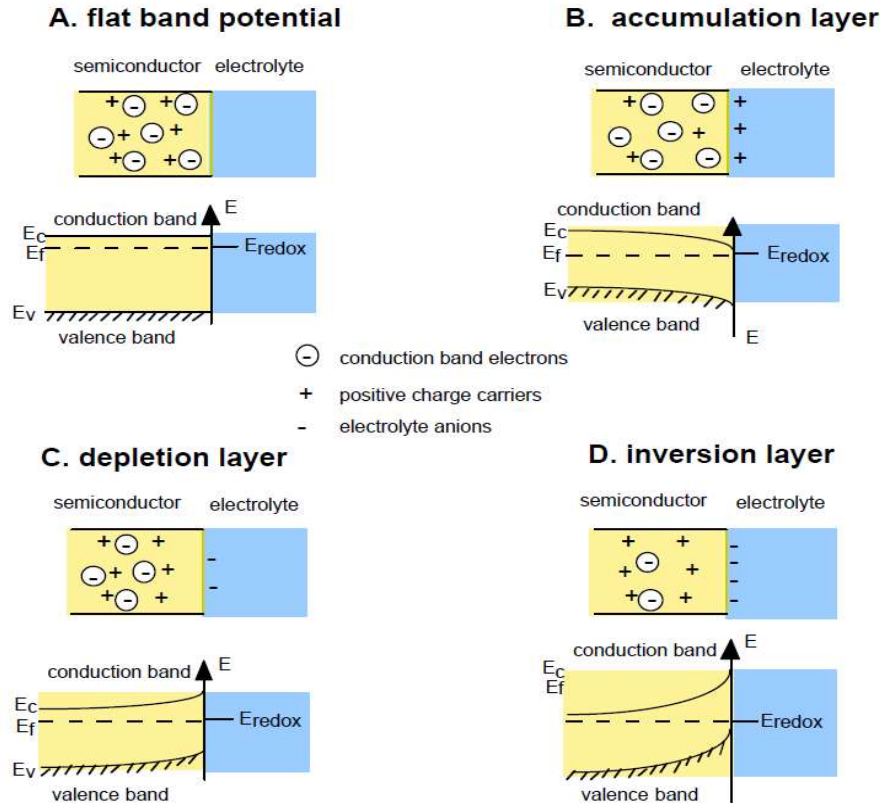 A. flat band potential
semiconductor electrolyte
+ - + -
- + - +
+ - + -
conduction band
E
Ec
Ef
Eredox
Ev
valence band
B. accumulation layer
semiconductor electrolyte
+ - - +
- - + +
+ - - +
conduction band
Ec
Ef
Eredox
Ev
valence band
E
- conduction band electrons
+ positive charge carriers
- electrolyte anions
C. depletion layer
semiconductor electrolyte
+ - +
- + - + -
+ - + -
conduction band
E
Ec
Ef
Eredox
Ev
valence band
D. inversion layer
semiconductor electrolyte
+ + -
+ - + -
+ - + -
-
conduction band
E
Ec
Ef
Eredox
valence band